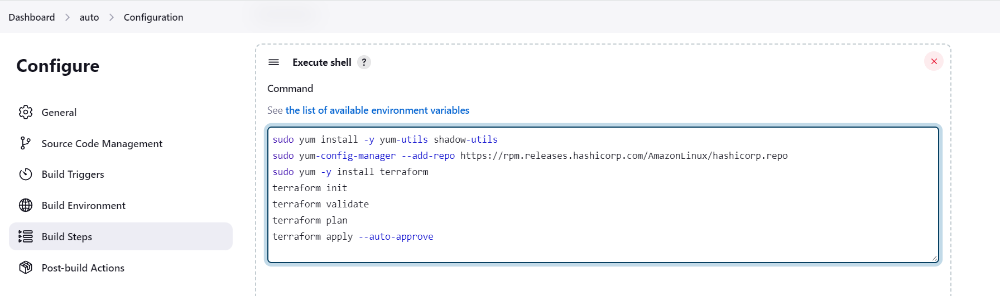 Dashboard > auto > Configuration
Configure
General
Source Code Management
Build Triggers
Build Environment
Build Steps
Post-build Actions
Execute shell ?
Command
See the list of available environment variables
sudo yum install -y yum-utils shadow-utils
sudo yum-config-manager --add-repo https://rpm.releases.hashicorp.com/AmazonLinux/hashicorp.repo
sudo yum -y install terraform
terraform init
terraform validate
terraform plan
terraform apply --auto-approve